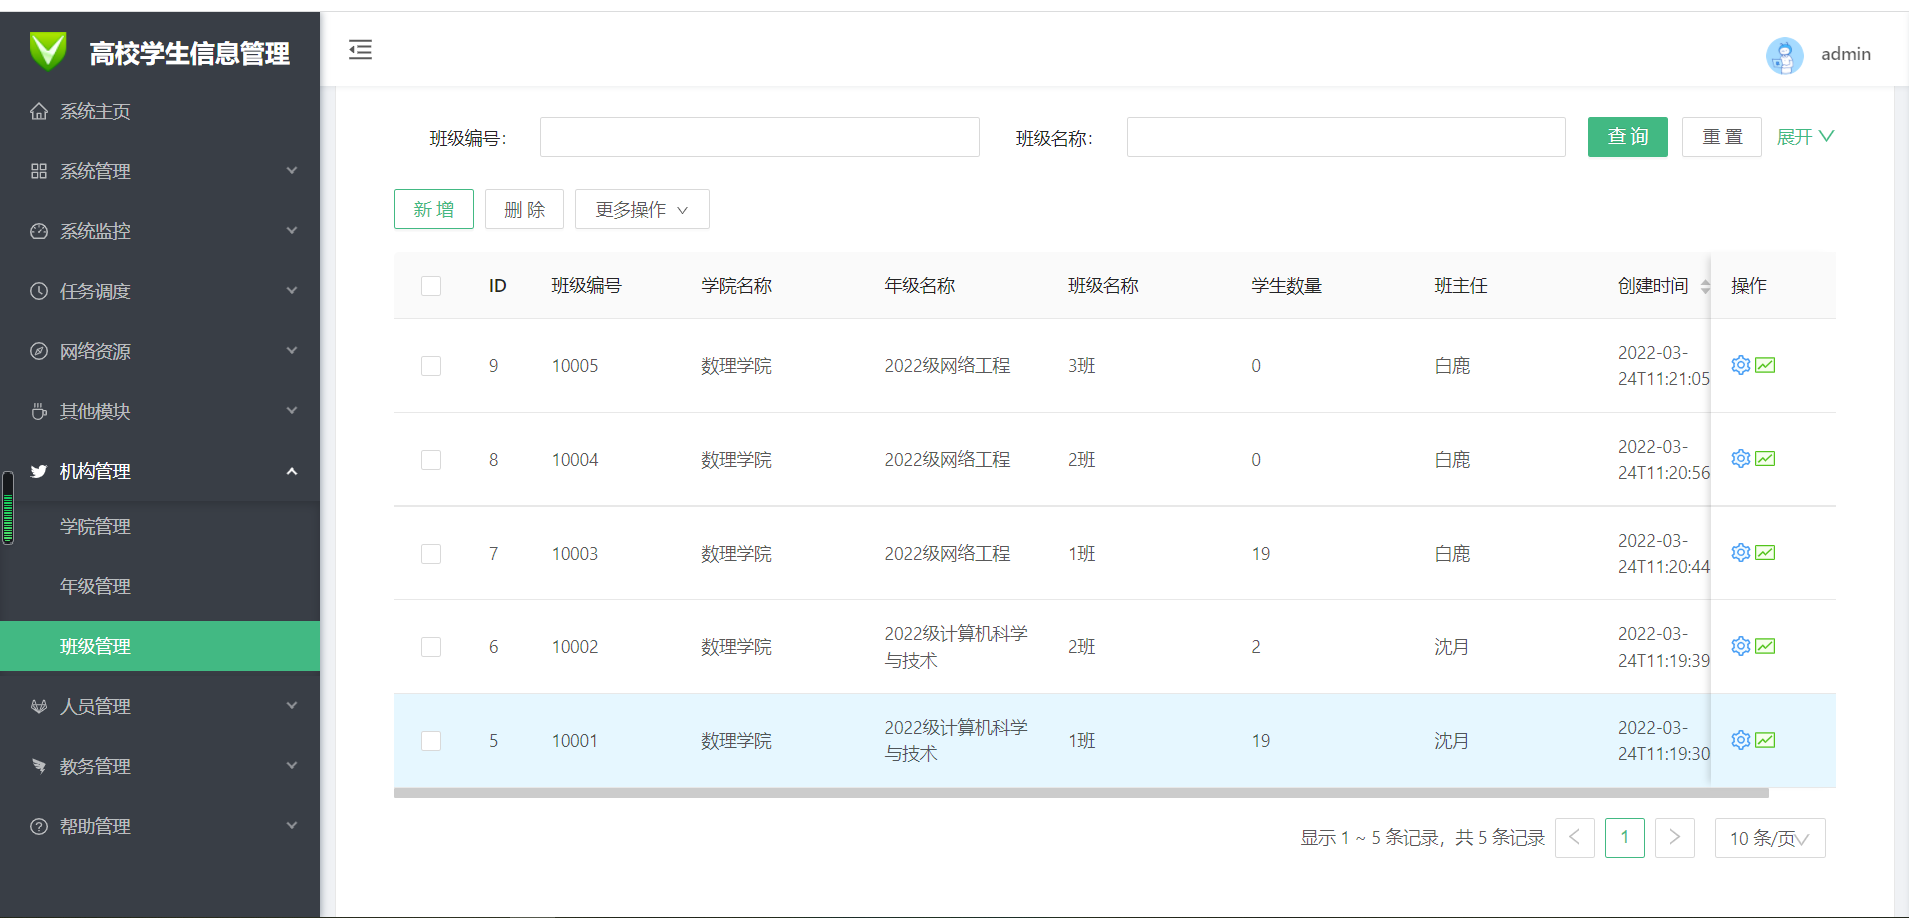 高校学生信息管理
admin
系统主页
系统管理
系统监控
任务调度
网络资源
其他模块
机构管理
学院管理
年级管理
班级管理
人员管理
教务管理
帮助管理
班级编号: 班级名称: 查 询 重 置 展开
新 增 删 除 更多操作
ID 班级编号 学院名称 年级名称 班级名称 学生数量 班主任 创建时间 操作
9 10005 数理学院 2022级网络工程 3班 0 白鹿 2022-03-
24T11:21:05
8 10004 数理学院 2022级网络工程 2班 0 白鹿 2022-03-
24T11:20:56
7 10003 数理学院 2022级网络工程 1班 19 白鹿 2022-03-
24T11:20:44
6 10002 数理学院 2022级计算机科学 2班 2 沈月 2022-03-
与技术 24T11:19:39
5 10001 数理学院 2022级计算机科学 1班 19 沈月 2022-03-
与技术 24T11:19:30
显示 1 ~ 5 条记录，共 5 条记录 1 10 条/页